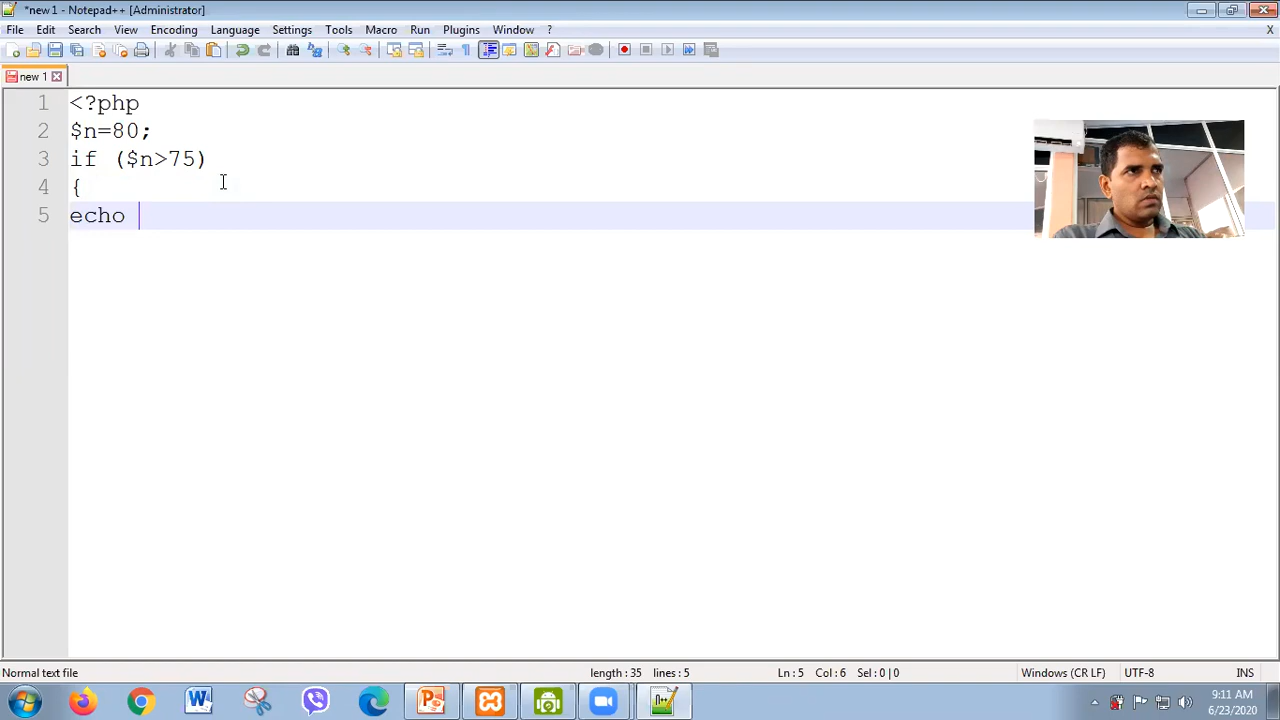 *new 1 - Notepad++ [Administrator]
File Edit Search View Encoding Language Settings Tools Macro Run Plugins Window ? X
new 1
1 <?php
2 $n=80;
3 if ($n>75)
4 {
5 echo
Normal text file length : 35 lines : 5 Ln : 5 Col : 6 Sel : 0 | 0 Windows (CR LF) UTF-8 INS
9:11 AM
6/23/2020